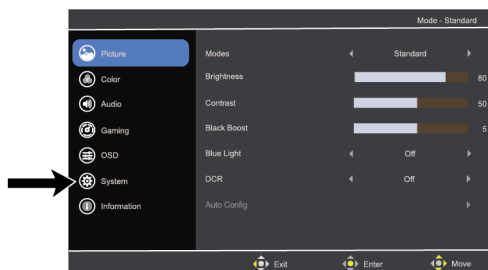 Mode - Standard
Picture
Color
Audio
Gaming
OSD
System
Information
Modes Standard
Brightness 80
Contrast 50
Black Boost 5
Blue Light Off
DCR Off
Auto Config
Exit Enter Move